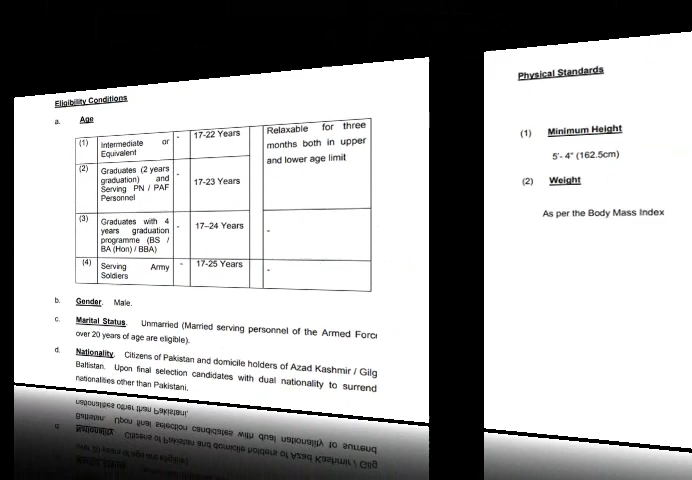 Eligibility Conditions
a. Age
(1) Intermediate or Equivalent - 17-22 Years Relaxable for three months both in upper and lower age limit
(2) Graduates (2 years graduation) and Serving PN / PAF Personnel - 17-23 Years
(3) Graduates with 4 years graduation programme (BS / BA (Hon) / BBA) - 17–24 Years -
(4) Serving Army Soldiers - 17-25 Years -
b. Gender. Male.
c. Marital Status. Unmarried (Married serving personnel of the Armed Forc
over 20 years of age are eligible).
d. Nationality. Citizens of Pakistan and domicile holders of Azad Kashmir / Gilg
Baltistan. Upon final selection candidates with dual nationality to surrend
nationalities other than Pakistani.
Physical Standards
(1) Minimum Height
5'- 4" (162.5cm)
(2) Weight
As per the Body Mass Index